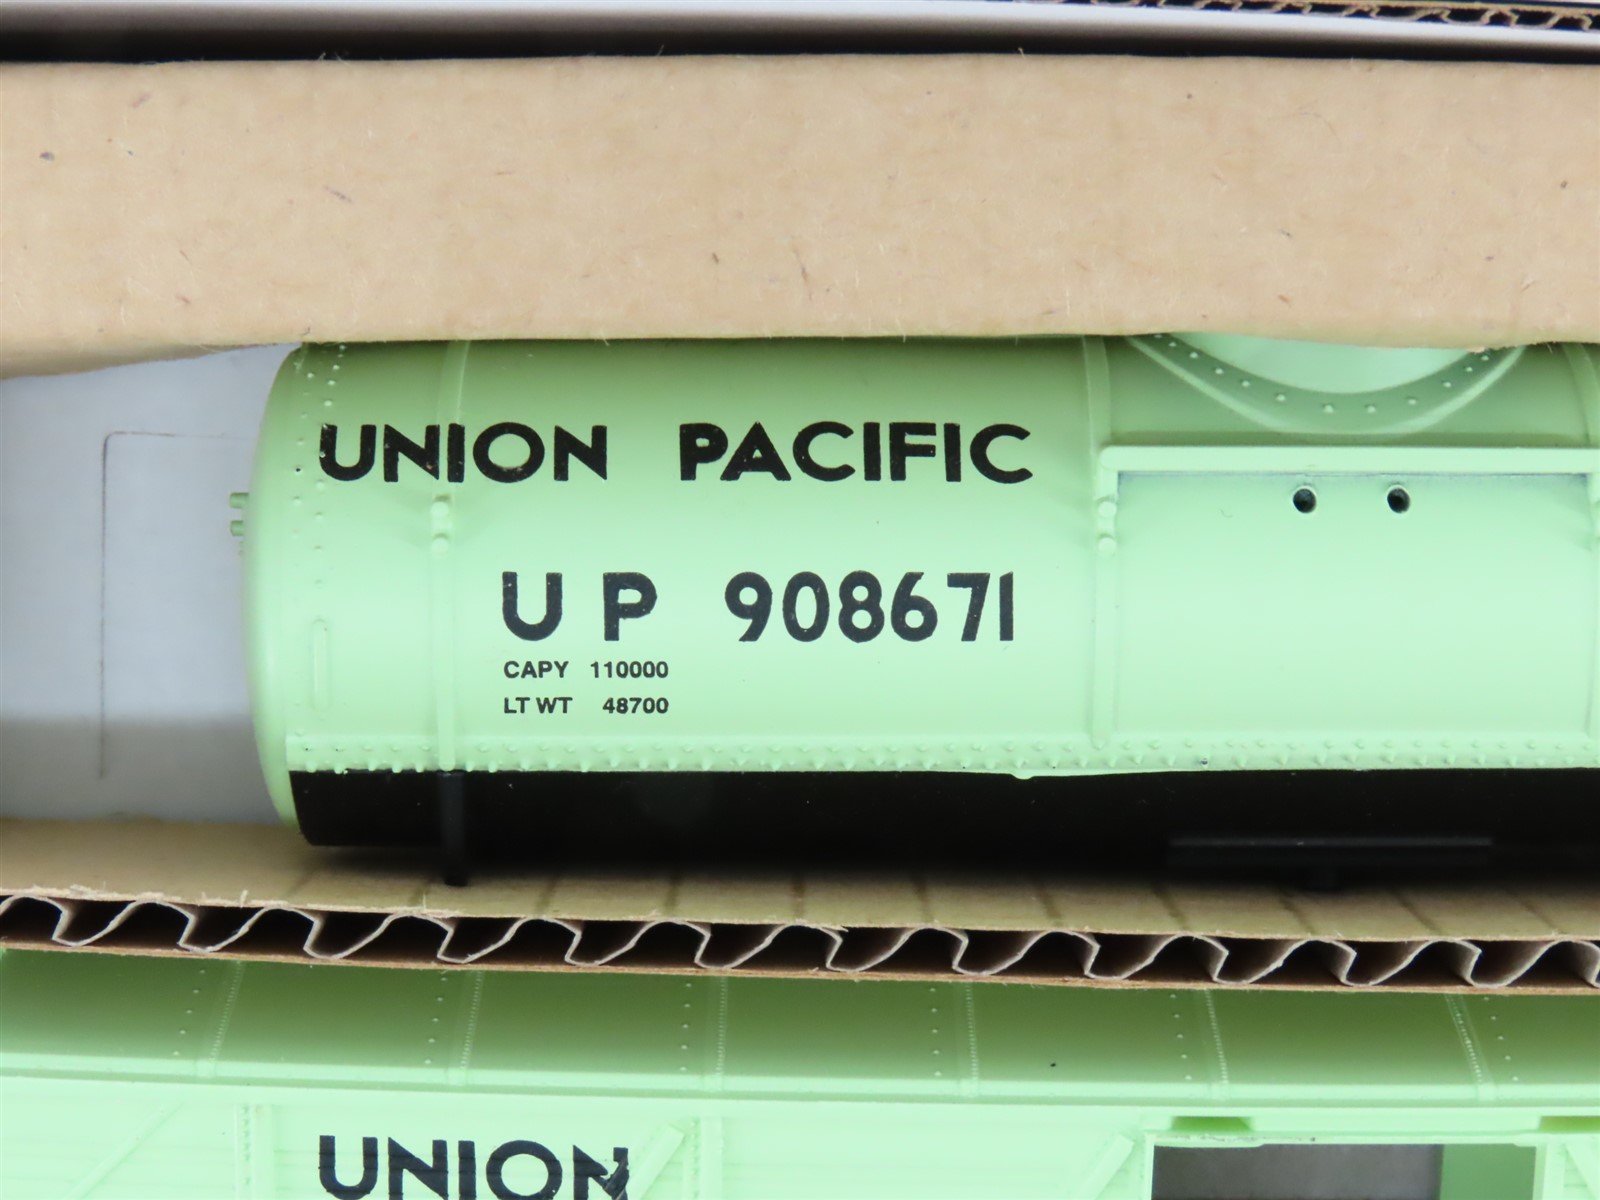 UNION PACIFIC
UP 908671
CAPY 110000
LT WT 48700
UNION